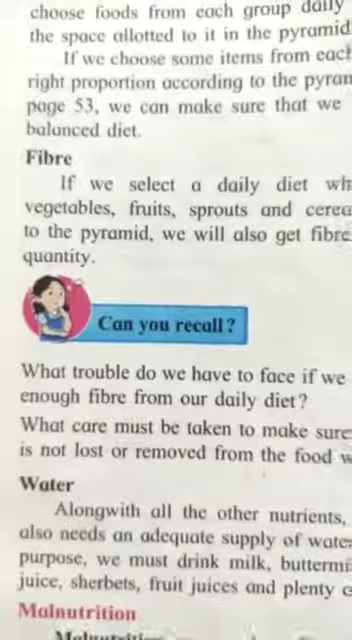 choose foods from each group daily
the space allotted to it in the pyramid
If we choose some items from each
right proportion according to the pyram
page 53, we can make sure that we
balanced diet.
Fibre
If we select a daily diet wh
vegetables, fruits, sprouts and cerea
to the pyramid, we will also get fibre
quantity.
Can you recall?
What trouble do we have to face if we
enough fibre from our daily diet?
What care must be taken to make sure
is not lost or removed from the food w
Water
Alongwith all the other nutrients,
also needs an adequate supply of water
purpose, we must drink milk, buttermi
juice, sherbets, fruit juices and plenty
Malnutrition